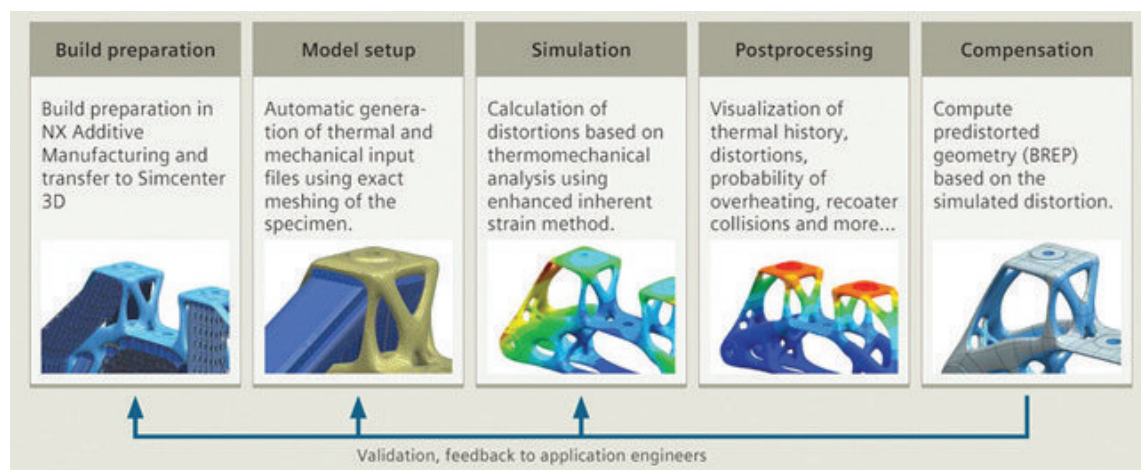 Build preparation
Build preparation in
NX Additive
Manufacturing and
transfer to Simcenter
3D
Model setup
Automatic genera-
tion of thermal and
mechanical input
files using exact
meshing of the
specimen.
Simulation
Calculation of
distortions based on
thermomechanical
analysis using
enhanced inherent
strain method.
Postprocessing
Visualization of
thermal history,
distortions,
probability of
overheating, recoater
collisions and more...
Compensation
Compute
predistorted
geometry (BREP)
based on the
simulated distortion.
Validation, feedback to application engineers